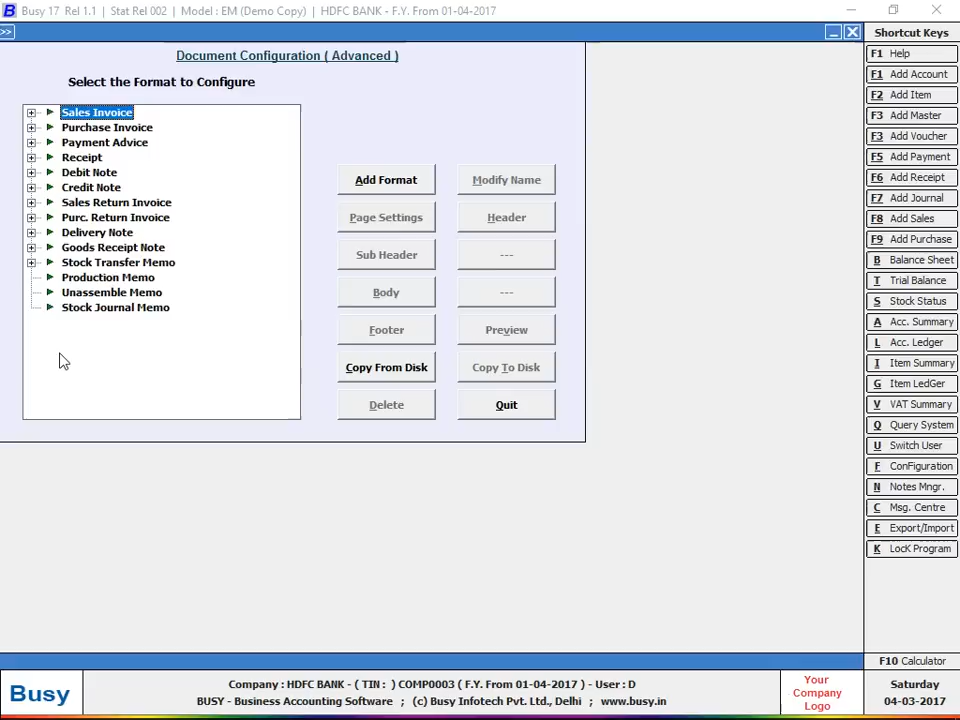 Busy 17 Rel 1.1 | Stat Rel 002 | Model : EM (Demo Copy) | HDFC BANK - F.Y. From 01-04-2017
>>
Document Configuration ( Advanced )
Select the Format to Configure
Sales Invoice
Purchase Invoice
Payment Advice
Receipt
Debit Note
Credit Note
Sales Return Invoice
Purc. Return Invoice
Delivery Note
Goods Receipt Note
Stock Transfer Memo
Production Memo
Unassemble Memo
Stock Journal Memo
Add Format
Modify Name
Page Settings
Header
Sub Header
---
Body
---
Footer
Preview
Copy From Disk
Copy To Disk
Delete
Quit
Shortcut Keys
F1 Help
F1 Add Account
F2 Add Item
F3 Add Master
F3 Add Voucher
F5 Add Payment
F6 Add Receipt
F7 Add Journal
F8 Add Sales
F9 Add Purchase
B Balance Sheet
T Trial Balance
S Stock Status
A Acc. Summary
L Acc. Ledger
I Item Summary
G Item LedGer
V VAT Summary
Q Query System
U Switch User
F ConFiguration
N Notes Mngr.
C Msg. Centre
E Export/Import
K LocK Program
F10 Calculator
Busy
Company : HDFC BANK - ( TIN : ) COMP0003 ( F.Y. From 01-04-2017 ) - User : D
BUSY - Business Accounting Software ; (c) Busy Infotech Pvt. Ltd., Delhi ; www.busy.in
Your
Company
Logo
Saturday
04-03-2017